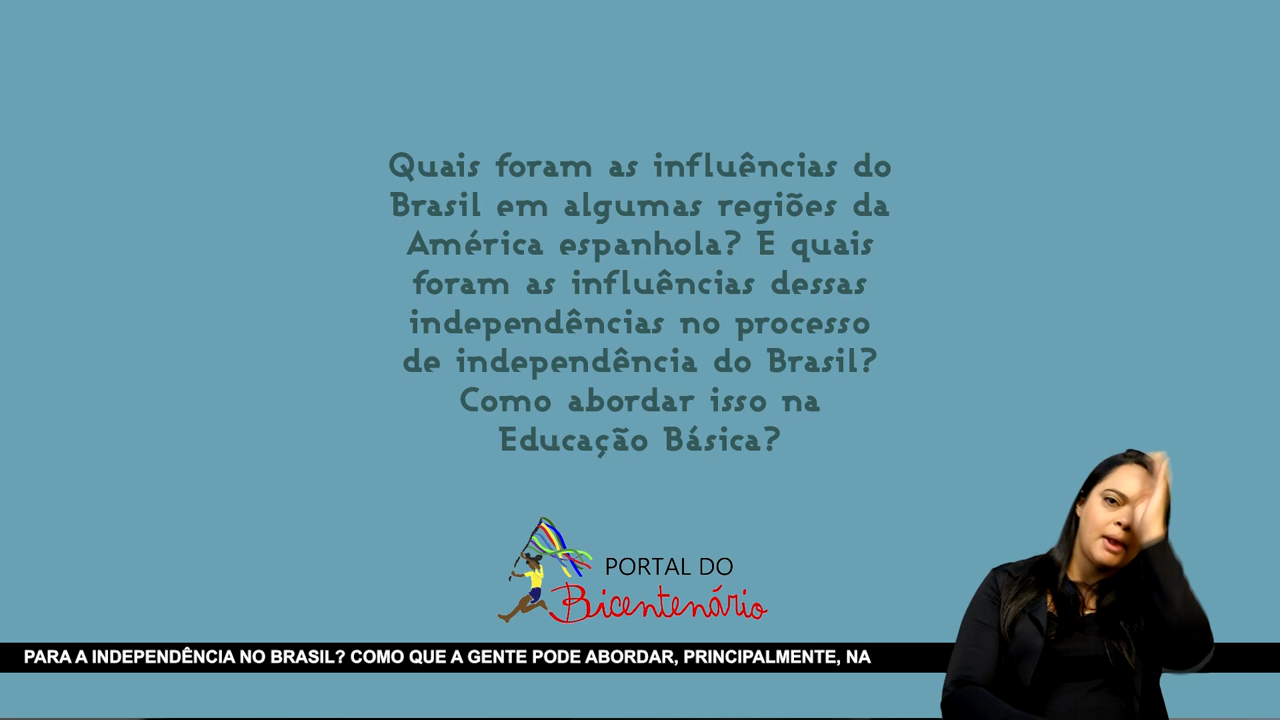 Quais foram as influências do
Brasil em algumas regiões da
América espanhola? E quais
foram as influências dessas
independências no processo
de independência do Brasil?
Como abordar isso na
Educação Básica?
PORTAL DO
Bicentenário
PARA A INDEPENDÊNCIA NO BRASIL? COMO QUE A GENTE PODE ABORDAR, PRINCIPALMENTE, NA